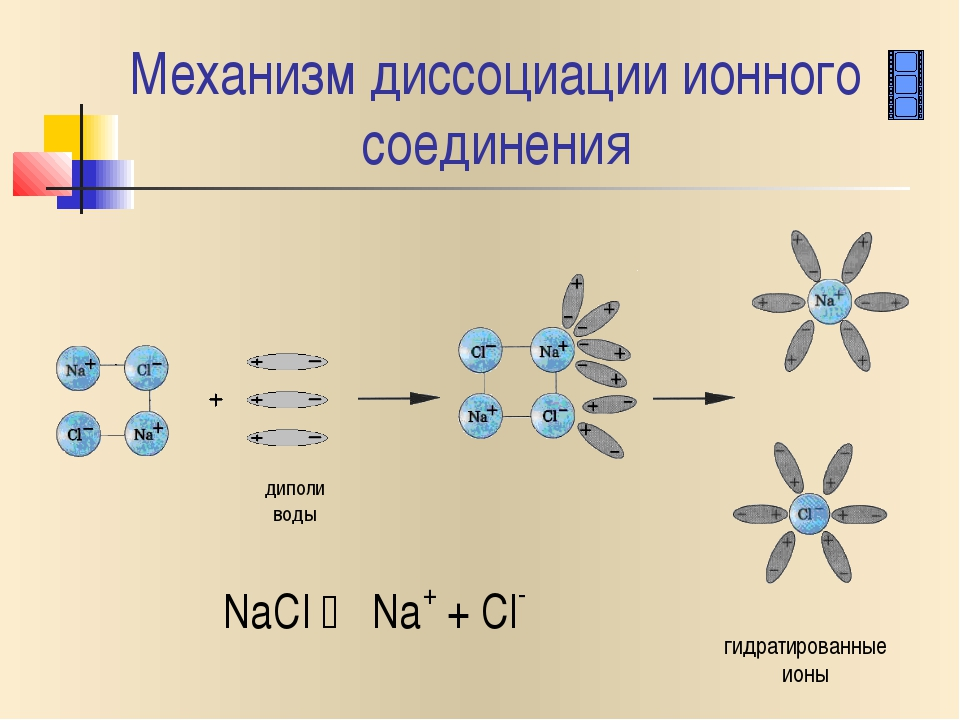 Механизм диссоциации ионного
соединения
Na+ Cl–
Cl– Na+
+
+ –
+ –
+ –
диполи
воды
Cl– Na+
Na+ Cl–
+ –
+ –
– +
– +
+ –
+ –
Na+
+ – + –
+ – – +
+ – – +
Cl–
+ – + –
– + + –
– + + –
NaCl  Na+ + Cl-
гидратированные
ионы